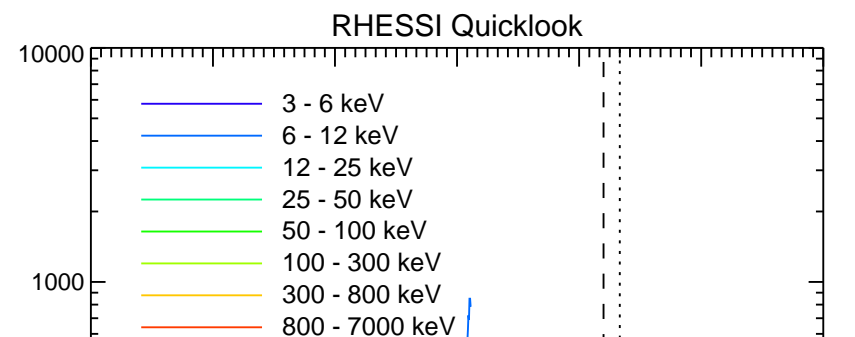 RHESSI Quicklook
10000
3 - 6 keV
6 - 12 keV
12 - 25 keV
25 - 50 keV
50 - 100 keV
100 - 300 keV
1000
300 - 800 keV
800 - 7000 keV